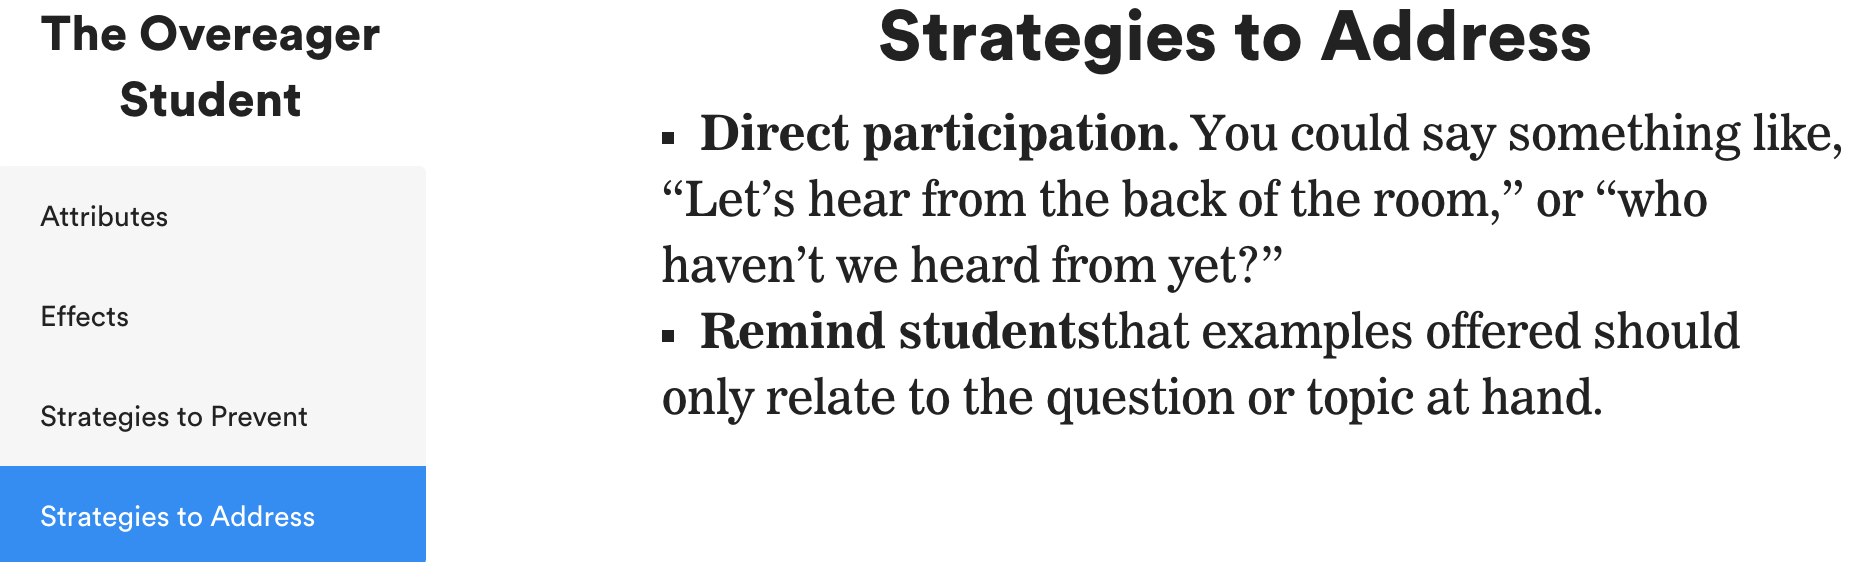 The Overeager
Student
Attributes
Effects
Strategies to Prevent
Strategies to Address
Strategies to Address
▪ Direct participation. You could say something like,
“Let’s hear from the back of the room,” or “who
haven’t we heard from yet?”
▪ Remind studentsthat examples offered should
only relate to the question or topic at hand.